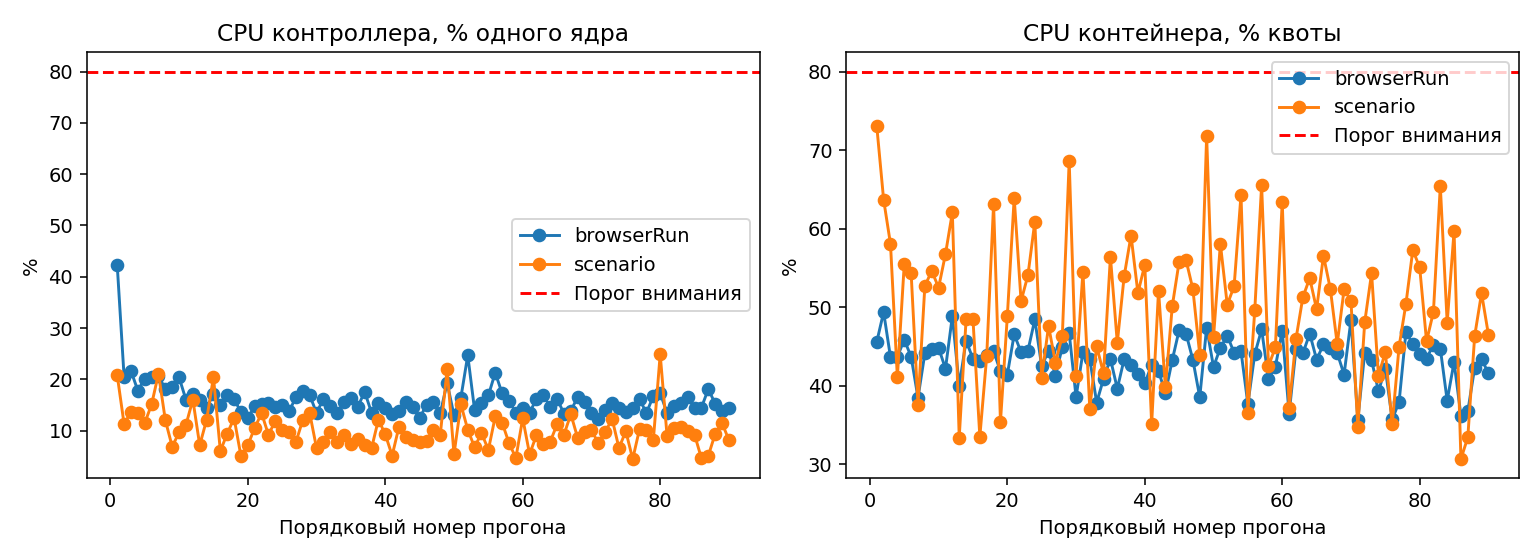 CPU контроллера, % одного ядра
80
70
60
50
40
30
20
10
%
browserRun
scenario
Порог внимания
0
20
40
60
80
Порядковый номер прогона
CPU контейнера, % квоты
80
70
60
50
40
30
%
browserRun
scenario
Порог внимания
0
20
40
60
80
Порядковый номер прогона